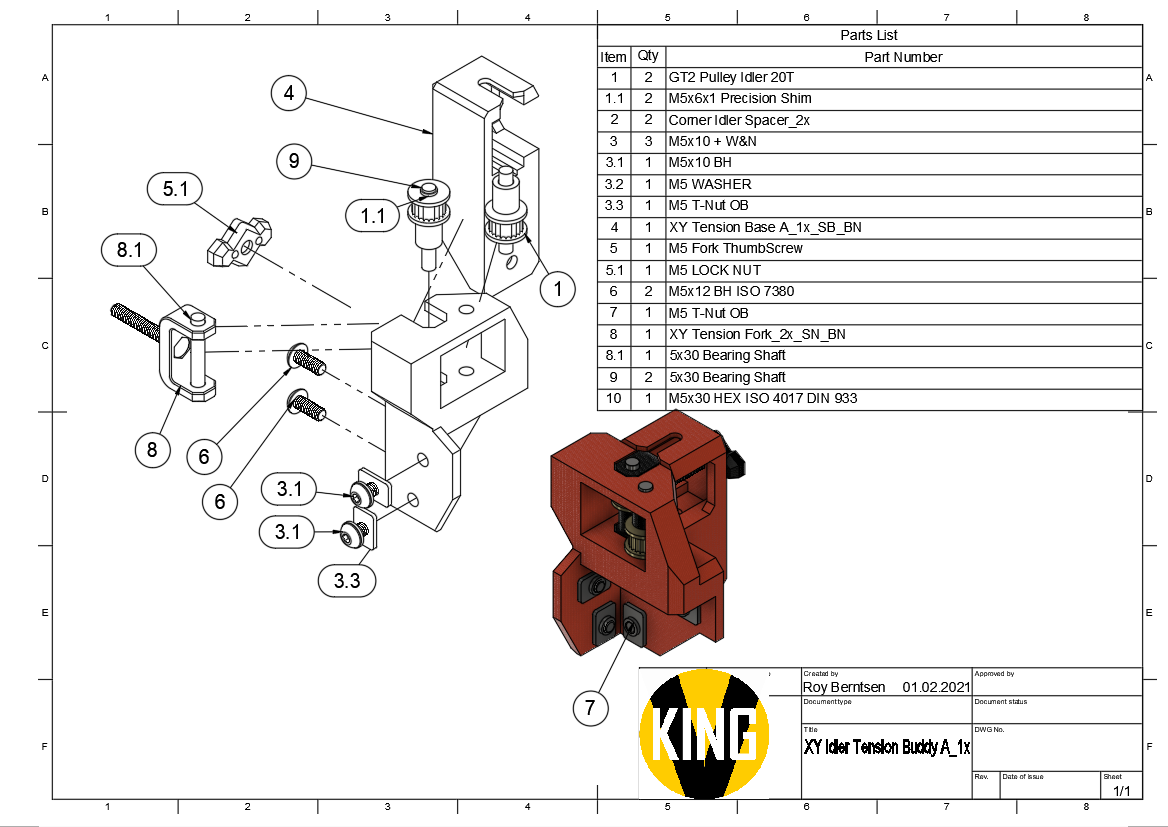 1 2 3 4 5 6 7 8
Parts List
Item Qty Part Number
1 2 GT2 Pulley Idler 20T
1.1 2 M5x6x1 Precision Shim
2 2 Corner Idler Spacer_2x
3 3 M5x10 + W&N
3.1 1 M5x10 BH
3.2 1 M5 WASHER
3.3 1 M5 T-Nut OB
4 1 XY Tension Base A_1x_SB_BN
5 1 M5 Fork ThumbScrew
5.1 1 M5 LOCK NUT
6 2 M5x12 BH ISO 7380
7 1 M5 T-Nut OB
8 1 XY Tension Fork_2x_SN_BN
8.1 1 5x30 Bearing Shaft
9 2 5x30 Bearing Shaft
10 1 M5x30 HEX ISO 4017 DIN 933
A
A
B
B
C
C
D
D
E
E
F
F
4
9
5.1
1.1
8.1
1
8
6
6
3.1
3.1
3.3
7
KING
Created by
Roy Berntsen 01.02.2021
Approved by
Document type
Document status
Title
XY Idler Tension Buddy A_1x
DWG No.
Rev.
Date of issue
Sheet
1/1
1 2 3 4 5 6 7 8